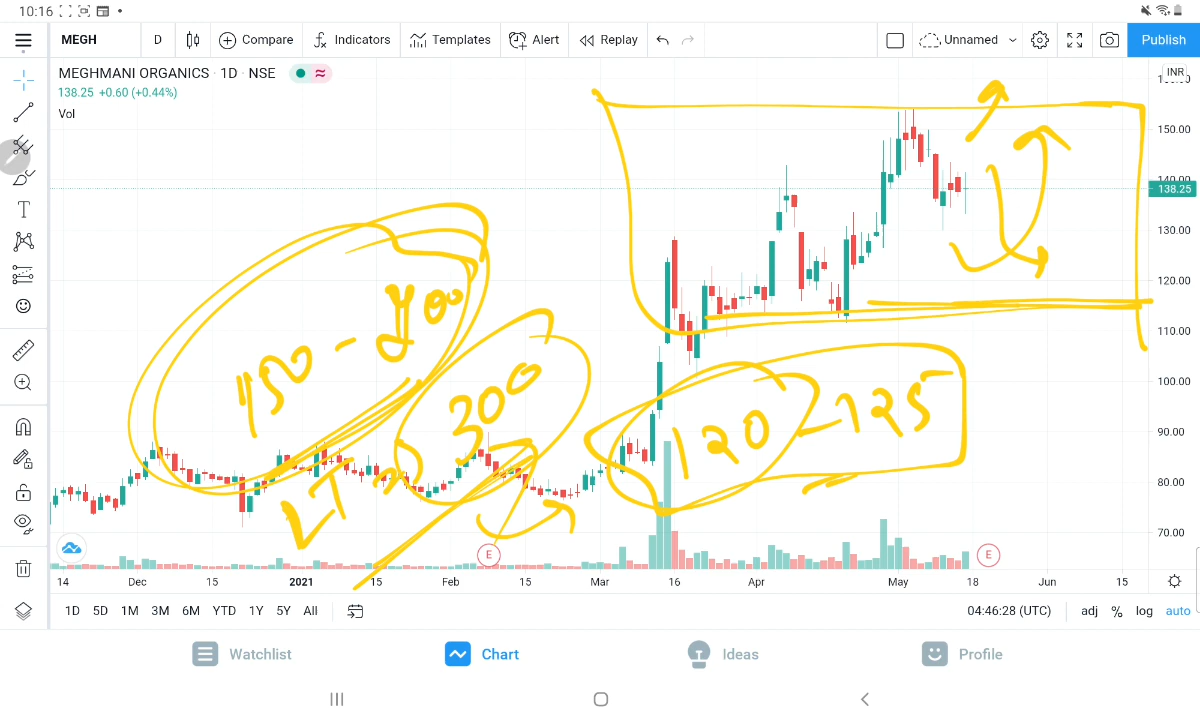 10:16
MEGH D Compare Indicators Templates Alert Replay Unnamed Publish
MEGHMANI ORGANICS · 1D · NSE
138.25 +0.60 (+0.44%)
Vol
INR
150.00
140.00
138.25
130.00
120.00
110.00
100.00
90.00
80.00
70.00
300
120 - 125
LT
E E
14 Dec 15 2021 15 Feb 15 Mar 16 Apr May 18 Jun 15
1D 5D 1M 3M 6M YTD 1Y 5Y All 04:46:28 (UTC) adj % log auto
Watchlist Chart Ideas Profile